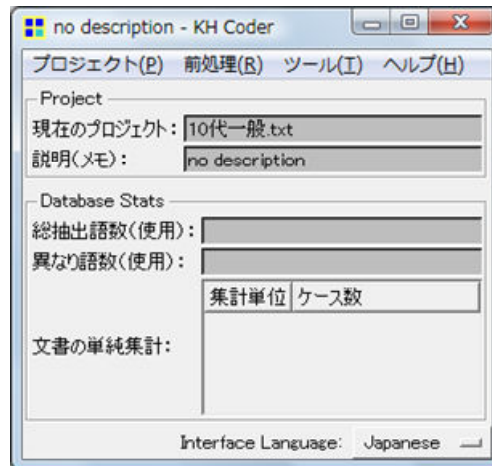 no description - KH Coder
プロジェクト(P) 前処理(R) ツール(T) ヘルプ(H)
Project
現在のプロジェクト: 10代一般.txt
説明(メモ): no description
Database Stats
総抽出語数(使用):
異なり語数(使用):
集計単位 ケース数
文書の単純集計:
Interface Language: Japanese